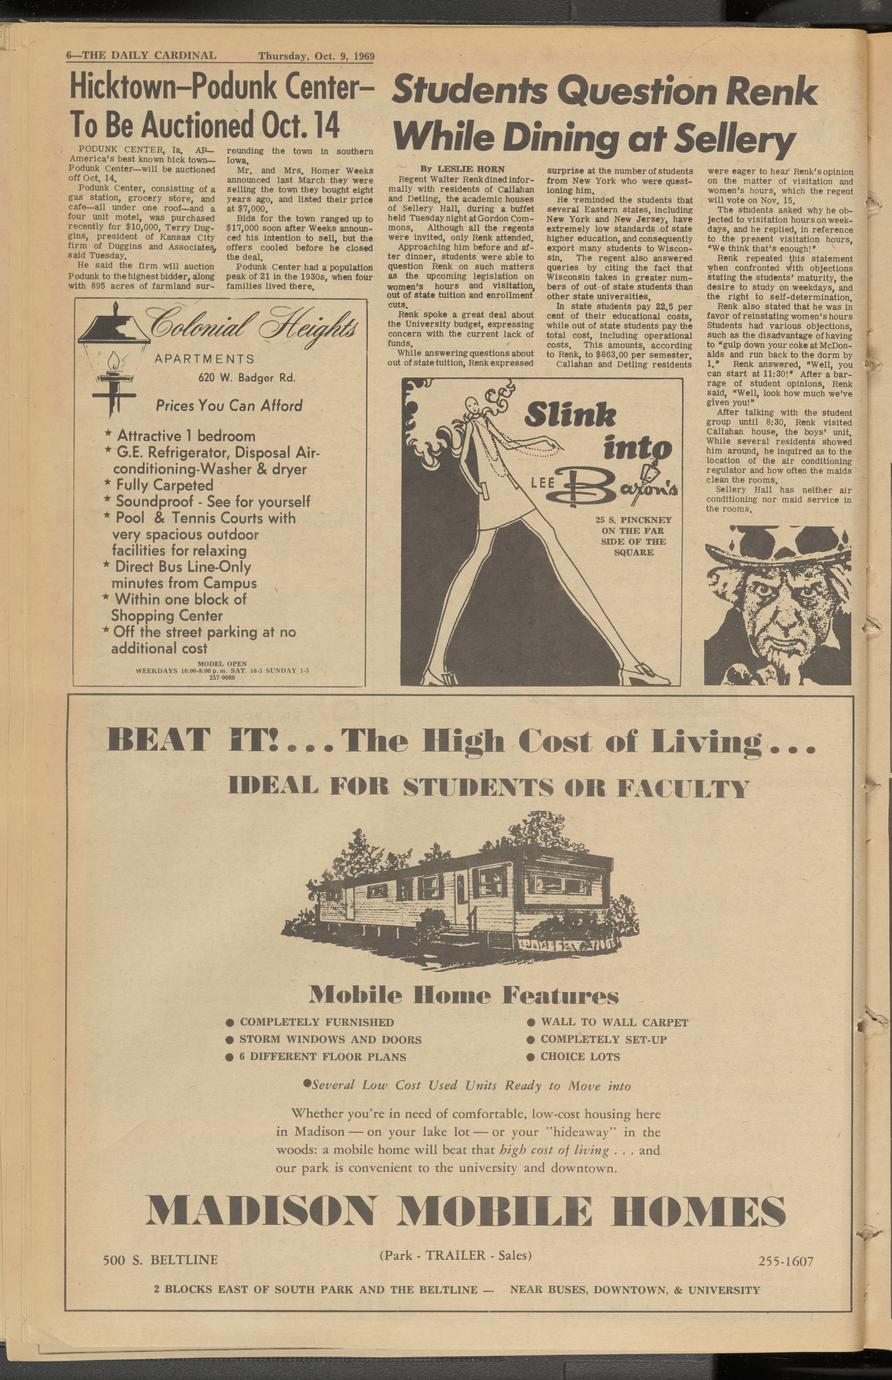 6—THE DAILY CARDINAL Thursday, Oct. 9, 1969
Hicktown–Podunk Center–
To Be Auctioned Oct. 14
PODUNK CENTER, Ia. AP—
America's best known hick town—
Podunk Center—will be auctioned
off Oct. 14.
Podunk Center, consisting of a
gas station, grocery store, and
cafe—all under one roof—and a
four unit motel, was purchased
recently for $10,000, Terry Dug-
gins, president of Kansas City
firm of Duggins and Associates,
said Tuesday.
He said the firm will auction
Podunk to the highest bidder, along
with 895 acres of farmland sur-
rounding the town in southern
Iowa.
Mr. and Mrs. Homer Weeks
announced last March they were
selling the town they bought eight
years ago, and listed their price
at $7,000.
Bids for the town ranged up to
$17,000 soon after Weeks announ-
ced his intention to sell, but the
offers cooled before he closed
the deal.
Podunk Center had a population
peak of 21 in the 1930s, when four
families lived there.
Students Question Renk
While Dining at Sellery
By LESLIE HORN
Regent Walter Renk dined infor-
mally with residents of Callahan
and Detling, the academic houses
of Sellery Hall, during a buffet
held Tuesday night at Gordon Com-
mons. Although all the regents
were invited, only Renk attended.
Approaching him before and af-
ter dinner, students were able to
question Renk on such matters
as the upcoming legislation on
women's hours and visitation,
out of state tuition and enrollment
cuts.
Renk spoke a great deal about
the University budget, expressing
concern with the current lack of
funds.
While answering questions about
out of state tuition, Renk expressed
surprise at the number of students
from New York who were quest-
ioning him.
He reminded the students that
several Eastern states, including
New York and New Jersey, have
extremely low standards of state
higher education, and consequently
export many students to Wiscon-
sin. The regent also answered
queries by citing the fact that
Wisconsin takes in greater num-
bers of out-of state students than
other state universities.
In state students pay 22.5 per
cent of their educational costs,
while out of state students pay the
total cost, including operational
costs. This amounts, according
to Renk, to $863.00 per semester.
Callahan and Detling residents
were eager to hear Renk's opinion
on the matter of visitation and
women's hours, which the regent
will vote on Nov. 15.
The students asked why he ob-
jected to visitation hours on week-
days, and he replied, in reference
to the present visitation hours,
"We think that's enough!"
Renk repeated this statement
when confronted with objections
stating the students' maturity, the
desire to study on weekdays, and
the right to self-determination.
Renk also stated that he was in
favor of reinstating women's hours
Students had various objections,
such as the disadvantage of having
to "gulp down your coke at McDon-
alds and run back to the dorm by
1." Renk answered, "Well, you
can start at 11:30!" After a bar-
rage of student opinions, Renk
said, "Well, look how much we've
given you!"
After talking with the student
group until 8:30, Renk visited
Callahan house, the boys' unit.
While several residents showed
him around, he inquired as to the
location of the air conditioning
regulator and how often the maids
clean the rooms.
Sellery Hall has neither air
conditioning nor maid service in
the rooms.
Colonial Heights
APARTMENTS
620 W. Badger Rd.
Prices You Can Afford
* Attractive 1 bedroom
* G.E. Refrigerator, Disposal Air-
conditioning-Washer & dryer
* Fully Carpeted
* Soundproof - See for yourself
* Pool & Tennis Courts with
very spacious outdoor
facilities for relaxing
* Direct Bus Line-Only
minutes from Campus
* Within one block of
Shopping Center
* Off the street parking at no
additional cost
MODEL OPEN
WEEKDAYS 10:00-8:00 p.m. SAT. 10-5 SUNDAY 1-5
257-0088
Slink
into
LEE Baron's
25 S. PINCKNEY
ON THE FAR
SIDE OF THE
SQUARE
BEAT IT!...The High Cost of Living...
IDEAL FOR STUDENTS OR FACULTY
Mobile Home Features
● COMPLETELY FURNISHED
● STORM WINDOWS AND DOORS
● 6 DIFFERENT FLOOR PLANS
● WALL TO WALL CARPET
● COMPLETELY SET-UP
● CHOICE LOTS
●Several Low Cost Used Units Ready to Move into
Whether you're in need of comfortable, low-cost housing here
in Madison — on your lake lot — or your "hideaway" in the
woods: a mobile home will beat that high cost of living . . . and
our park is convenient to the university and downtown.
MADISON MOBILE HOMES
500 S. BELTLINE (Park - TRAILER - Sales) 255-1607
2 BLOCKS EAST OF SOUTH PARK AND THE BELTLINE — NEAR BUSES, DOWNTOWN, & UNIVERSITY